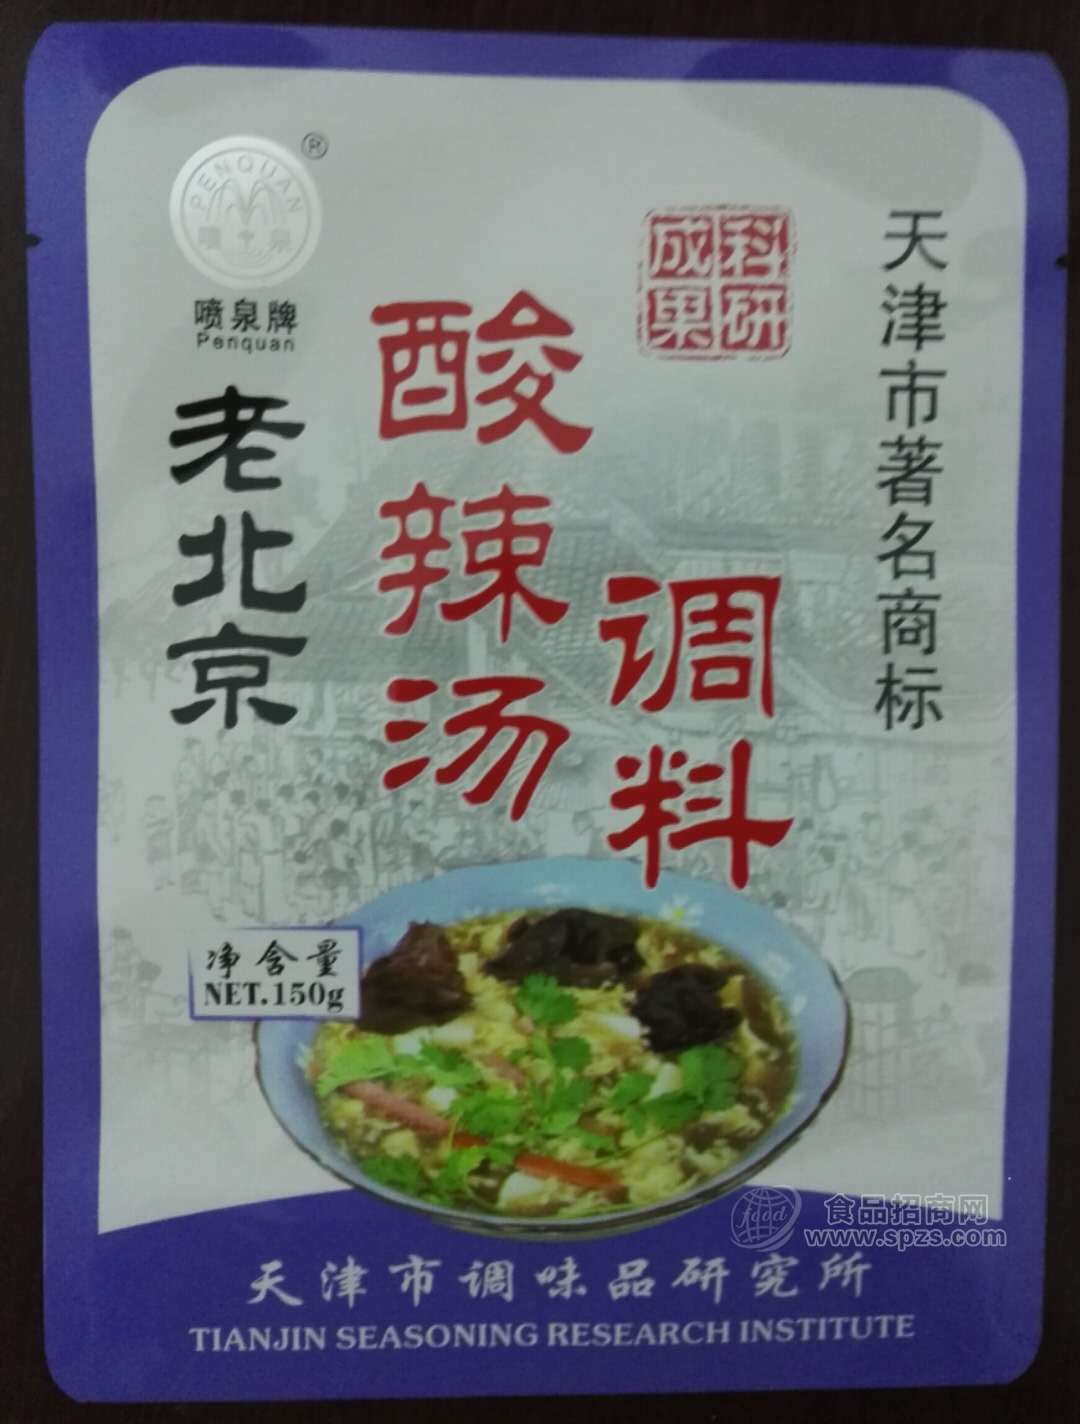 PENQUAN
喷泉
®
喷泉牌
Penquan
老北京
酸辣汤
调料
科研
成果
天津市著名商标
净含量
NET.150g
食品招商网
www.spzs.com
food
天津市调味品研究所
TIANJIN SEASONING RESEARCH INSTITUTE